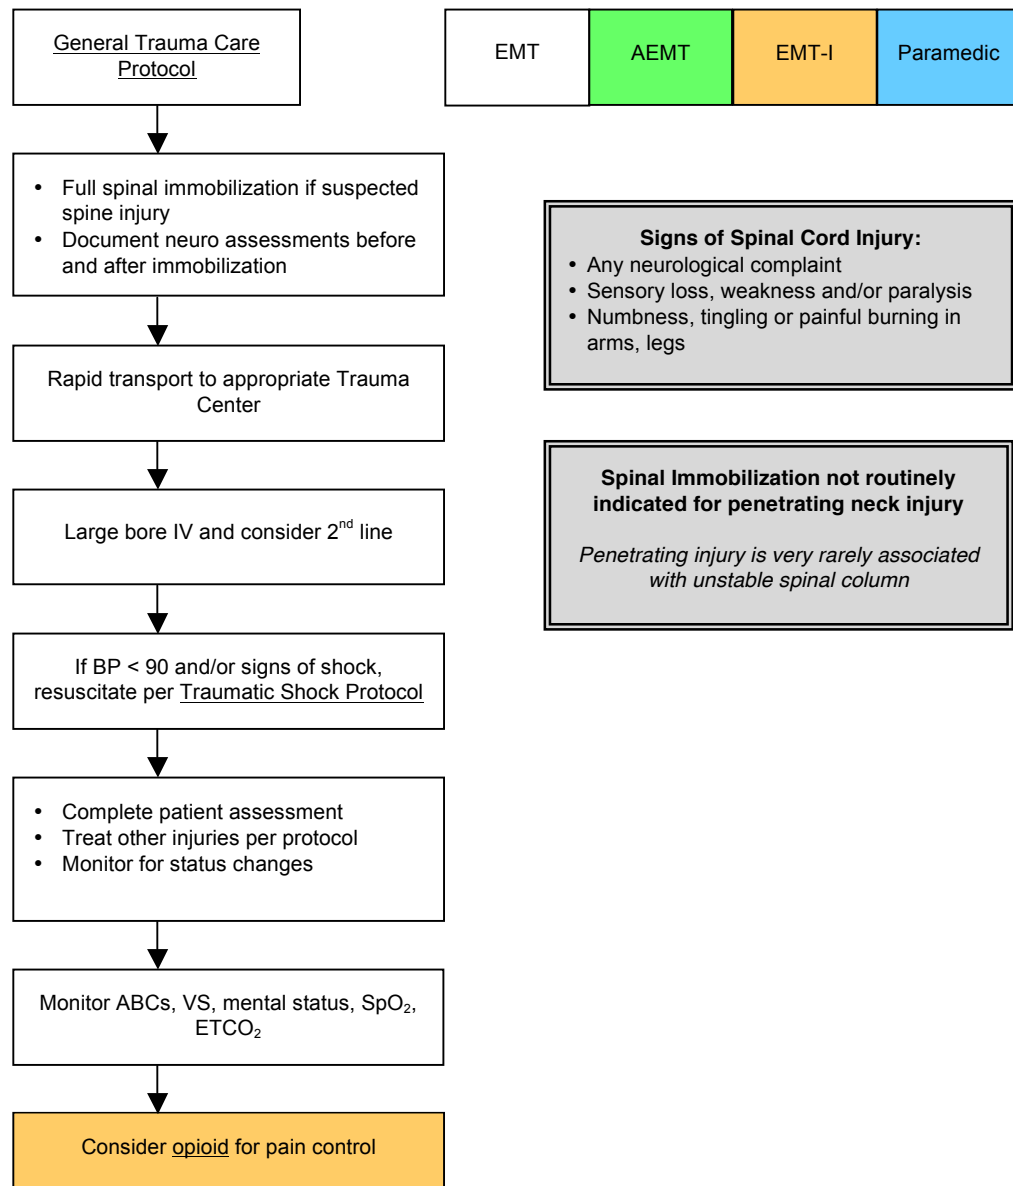 General Trauma Care
Protocol
EMT
AEMT
EMT-I
Paramedic
• Full spinal immobilization if suspected
spine injury
• Document neuro assessments before
and after immobilization
Rapid transport to appropriate Trauma
Center
Large bore IV and consider 2nd line
If BP < 90 and/or signs of shock,
resuscitate per Traumatic Shock Protocol
• Complete patient assessment
• Treat other injuries per protocol
• Monitor for status changes
Monitor ABCs, VS, mental status, SpO₂,
ETCO₂
Consider opioid for pain control
Signs of Spinal Cord Injury:
• Any neurological complaint
• Sensory loss, weakness and/or paralysis
• Numbness, tingling or painful burning in
arms, legs
Spinal Immobilization not routinely
indicated for penetrating neck injury
Penetrating injury is very rarely associated
with unstable spinal column